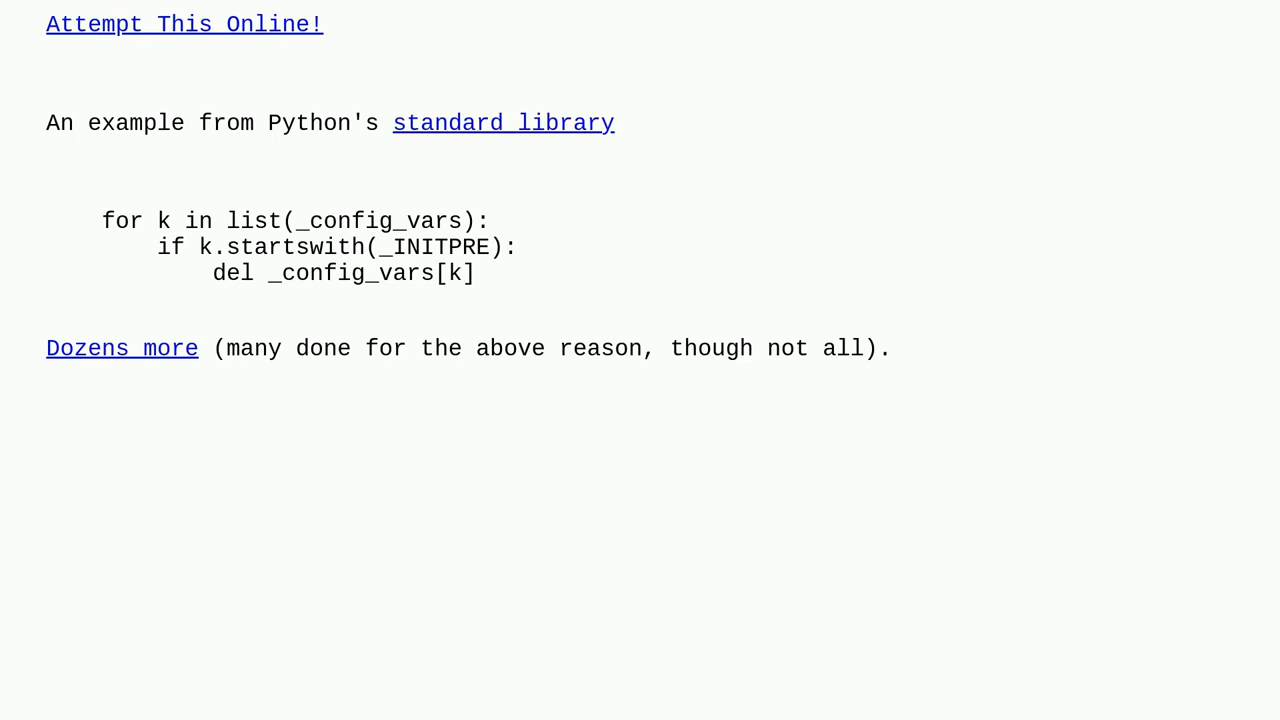 Attempt This Online!
An example from Python's standard library
for k in list(_config_vars):
if k.startswith(_INITPRE):
del _config_vars[k]
Dozens more (many done for the above reason, though not all).